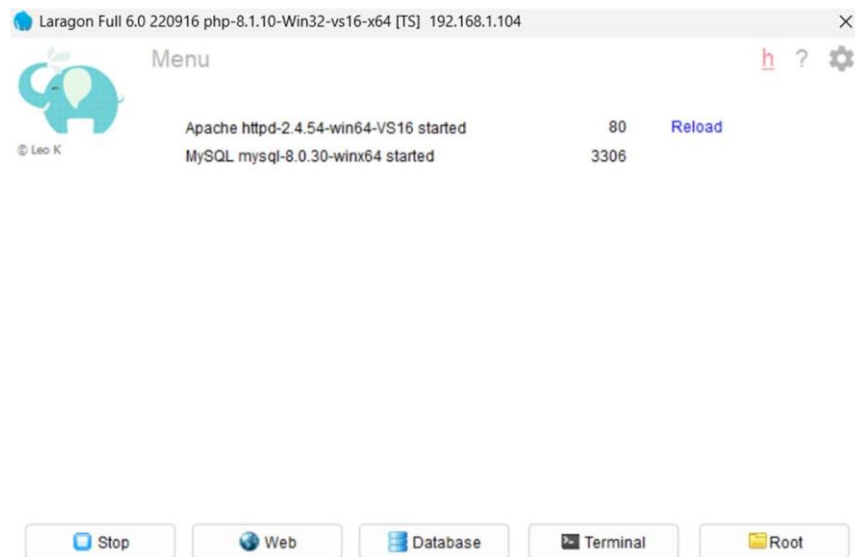 Laragon Full 6.0 220916 php-8.1.10-Win32-vs16-x64 [TS] 192.168.1.104
Menu h ?
© Leo K
Apache httpd-2.4.54-win64-VS16 started 80 Reload
MySQL mysql-8.0.30-winx64 started 3306
Stop Web Database Terminal Root